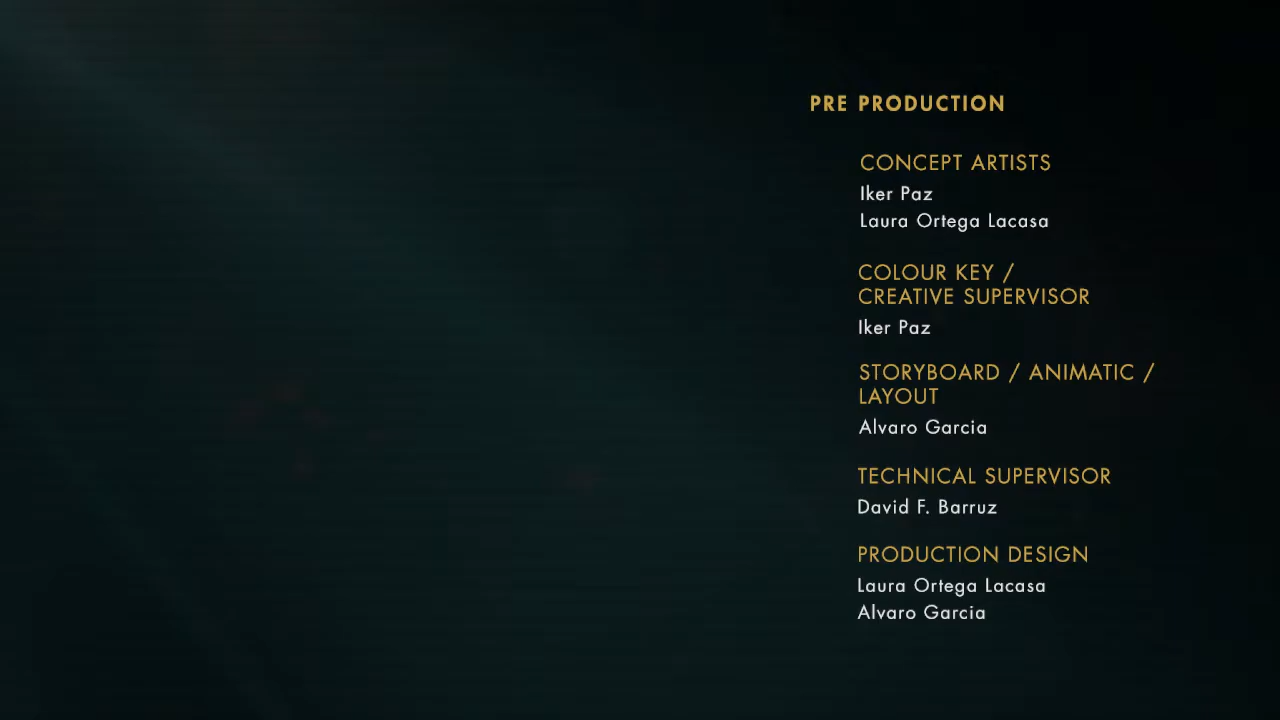 PRE PRODUCTION
CONCEPT ARTISTS
Iker Paz
Laura Ortega Lacasa
COLOUR KEY /
CREATIVE SUPERVISOR
Iker Paz
STORYBOARD / ANIMATIC /
LAYOUT
Alvaro Garcia
TECHNICAL SUPERVISOR
David F. Barruz
PRODUCTION DESIGN
Laura Ortega Lacasa
Alvaro Garcia